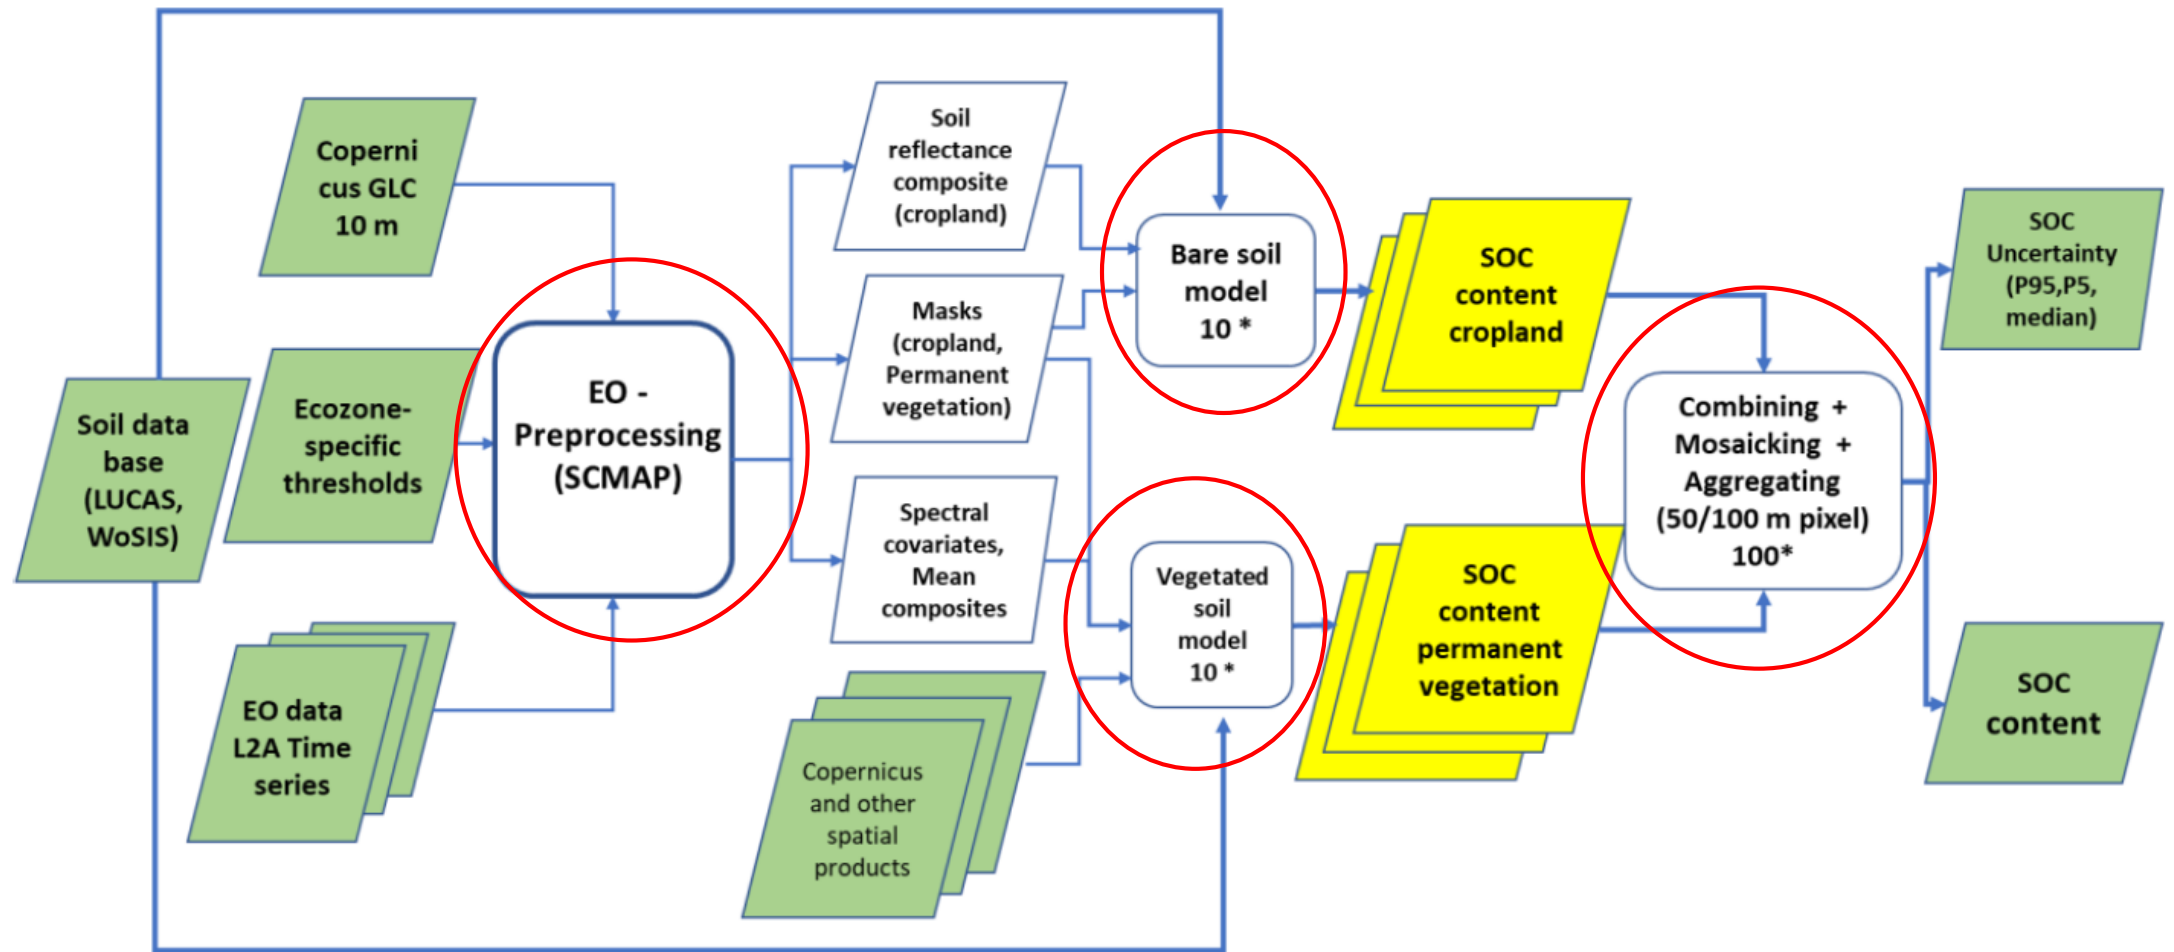 Coperni
cus GLC
10 m
Soil data
base
(LUCAS,
WoSIS)
Ecozone-
specific
thresholds
EO data
L2A Time
series
EO -
Preprocessing
(SCMAP)
Soil
reflectance
composite
(cropland)
Masks
(cropland,
Permanent
vegetation)
Spectral
covariates,
Mean
composites
Copernicus
and other
spatial
products
Bare soil
model
10 *
Vegetated
soil
model
10 *
SOC
content
cropland
SOC
content
permanent
vegetation
Combining +
Mosaicking +
Aggregating
(50/100 m pixel)
100*
SOC
Uncertainty
(P95,P5,
median)
SOC
content